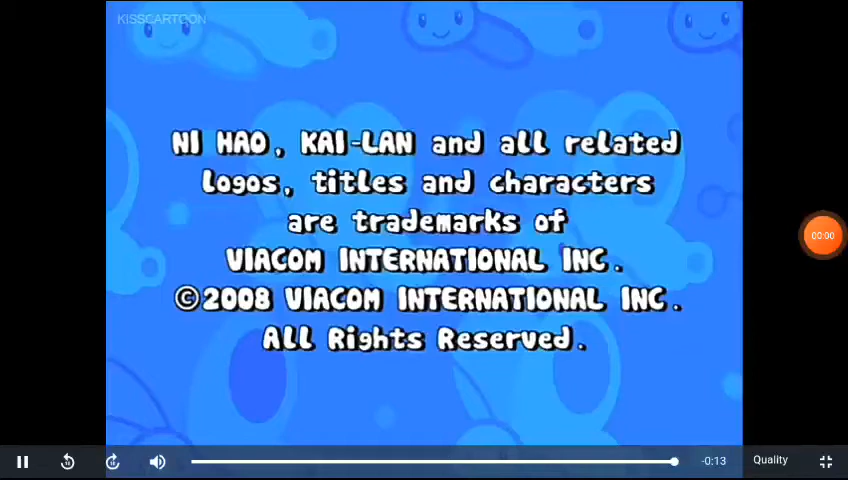 KISSCARTOON
NI HAO, KAI-LAN and all related
logos, titles and characters
are trademarks of
VIACOM INTERNATIONAL INC.
©2008 VIACOM INTERNATIONAL INC.
All Rights Reserved.
00:00
-0:13
Quality